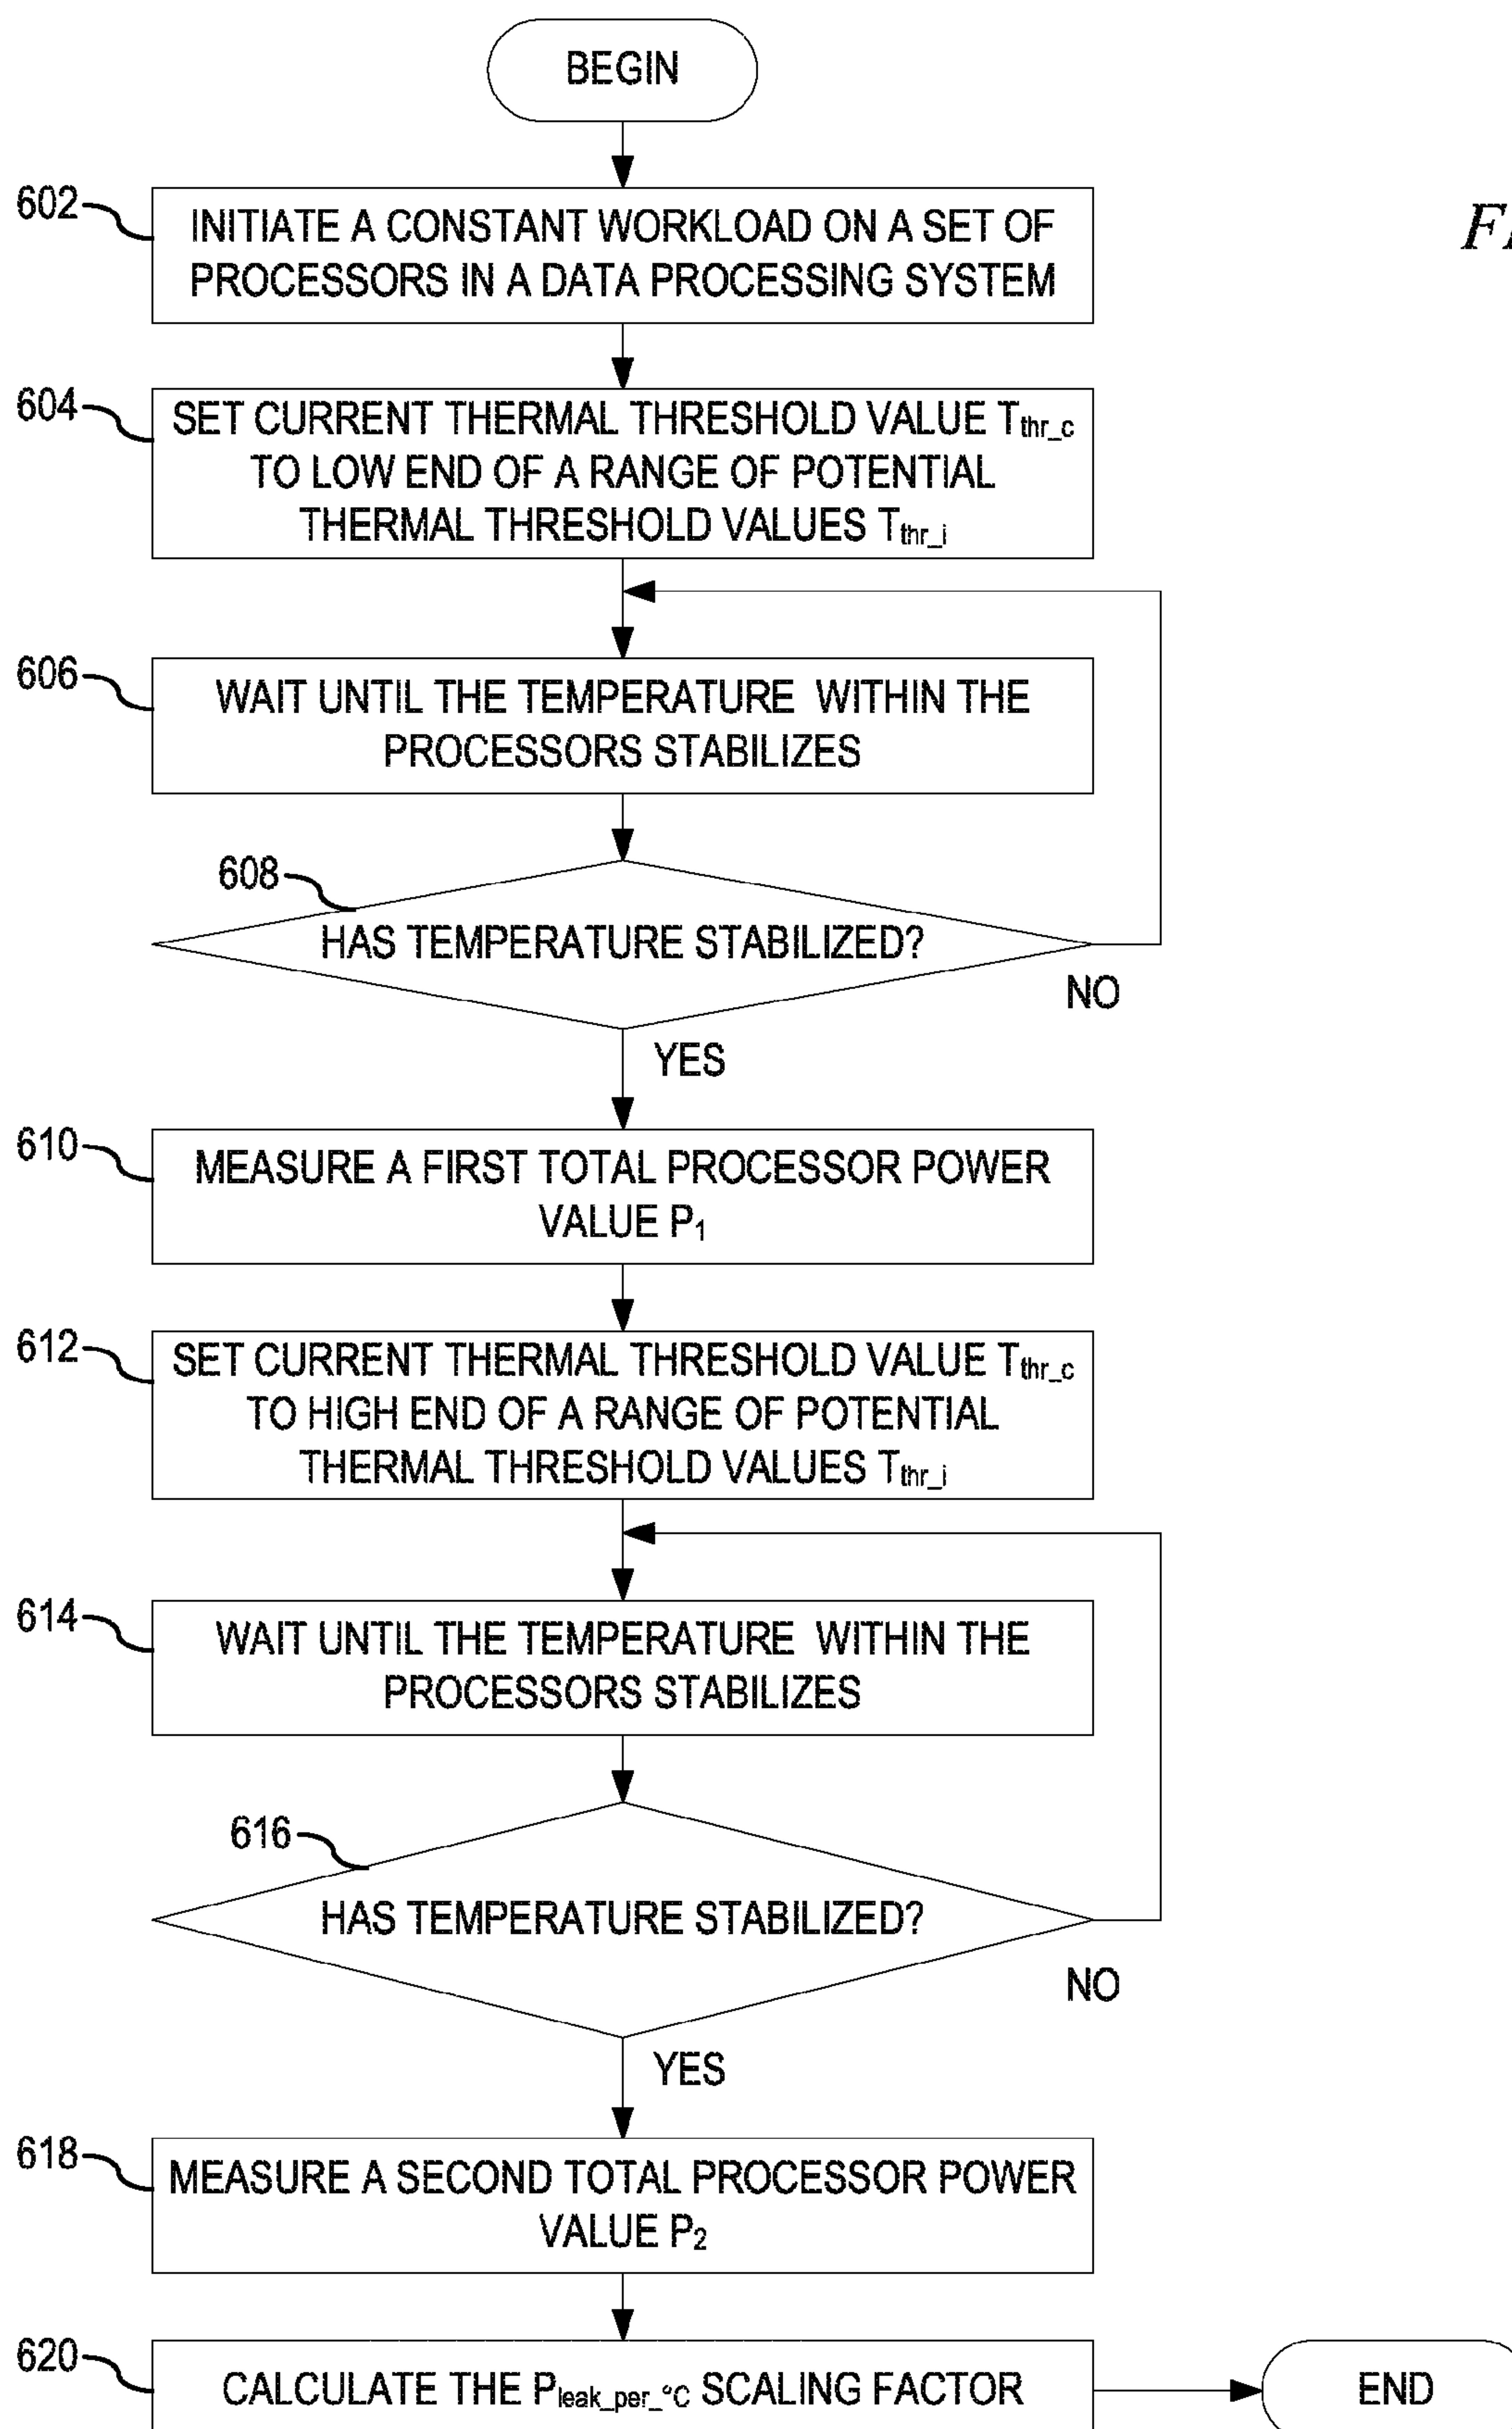 BEGIN
602
INITIATE A CONSTANT WORKLOAD ON A SET OF
PROCESSORS IN A DATA PROCESSING SYSTEM
604
SET CURRENT THERMAL THRESHOLD VALUE Tthr_c
TO LOW END OF A RANGE OF POTENTIAL
THERMAL THRESHOLD VALUES Tthr_i
606
WAIT UNTIL THE TEMPERATURE WITHIN THE
PROCESSORS STABILIZES
608
HAS TEMPERATURE STABILIZED?
NO
YES
610
MEASURE A FIRST TOTAL PROCESSOR POWER
VALUE P1
612
SET CURRENT THERMAL THRESHOLD VALUE Tthr_c
TO HIGH END OF A RANGE OF POTENTIAL
THERMAL THRESHOLD VALUES Tthr_i
614
WAIT UNTIL THE TEMPERATURE WITHIN THE
PROCESSORS STABILIZES
616
HAS TEMPERATURE STABILIZED?
NO
YES
618
MEASURE A SECOND TOTAL PROCESSOR POWER
VALUE P2
620
CALCULATE THE Pleak_per_°C SCALING FACTOR
END